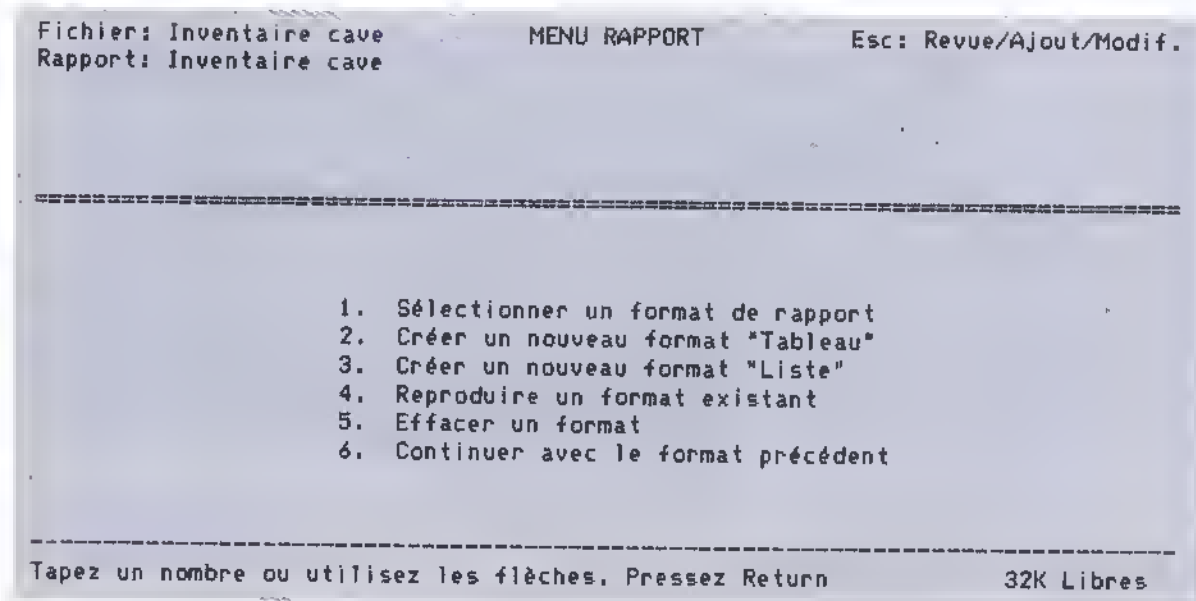 Fichier: Inventaire cave MENU RAPPORT Esc: Revue/Ajout/Modif.
Rapport: Inventaire cave
1. Sélectionner un format de rapport
2. Créer un nouveau format "Tableau"
3. Créer un nouveau format "Liste"
4. Reproduire un format existant
5. Effacer un format
6. Continuer avec le format précédent
Tapez un nombre ou utilisez les flèches. Pressez Return 32K Libres